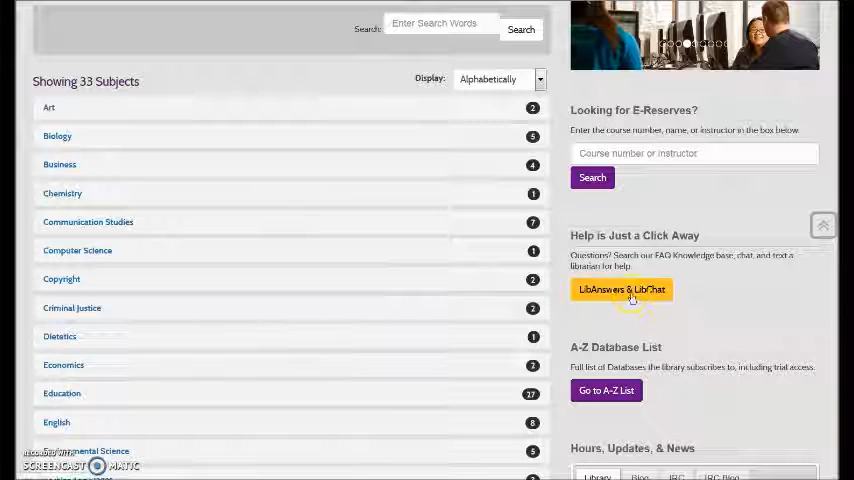 Search:
Enter Search Words
Search
Showing 33 Subjects
Display:
Alphabetically
Art
2
Biology
5
Business
4
Chemistry
1
Communication Studies
7
Computer Science
1
Copyright
2
Criminal Justice
2
Dietetics
1
Economics
2
Education
27
English
8
mental Science
5
RECORDED WITH
SCREENCAST MATIC
Looking for E-Reserves?
Enter the course number, name, or instructor in the box below.
Course number or instructor
Search
Help is Just a Click Away
Questions? Search our FAQ Knowledge base, chat, and text a
librarian for help.
LibAnswers & LibChat
A-Z Database List
Full list of Databases the library subscribes to, including trial access.
Go to A-Z List
Hours, Updates, & News
Library
Blog
IRC
IRC Blog